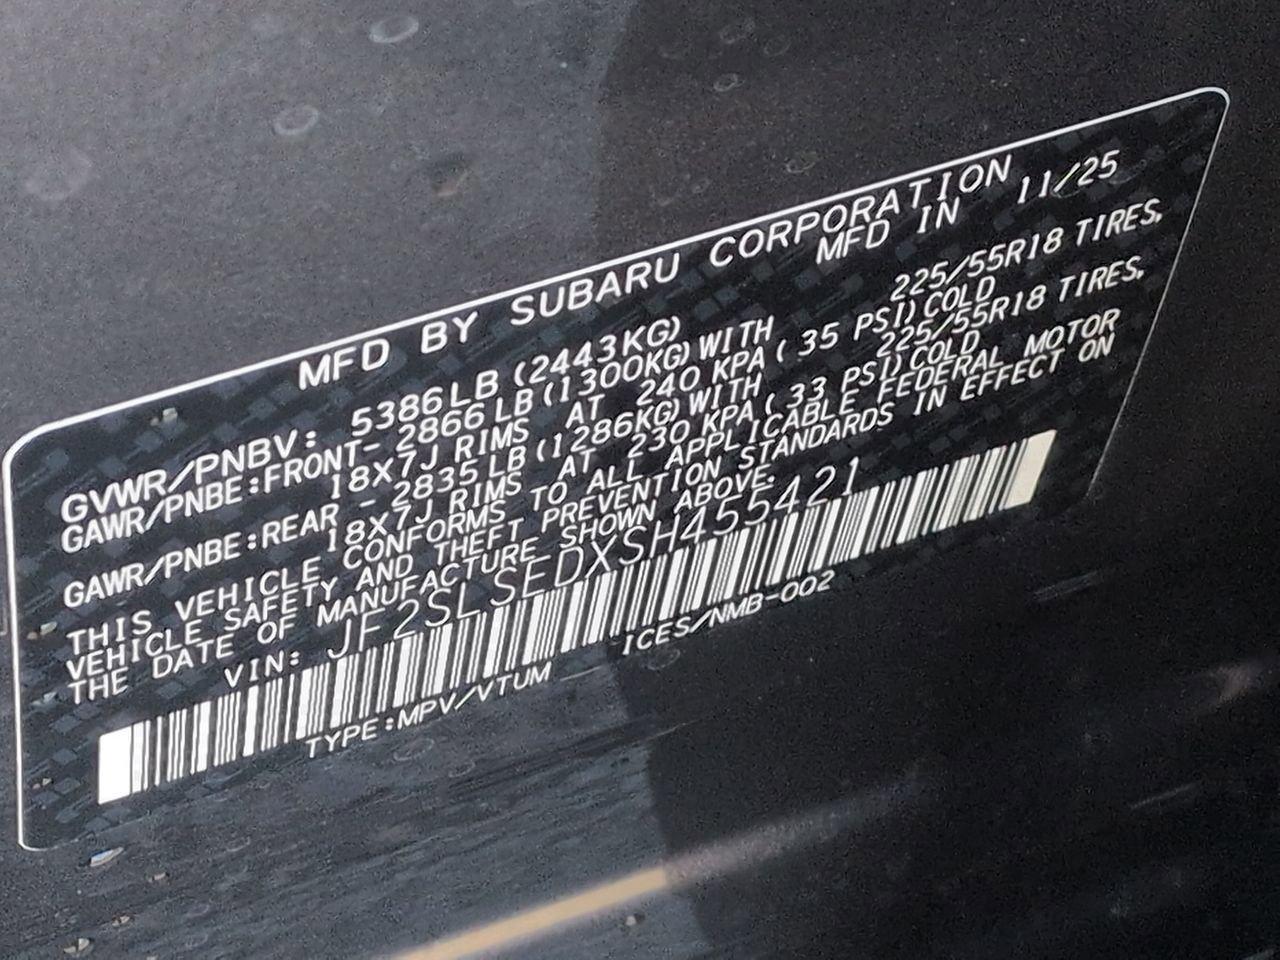 MFD BY SUBARU CORPORATION
MFD IN 11/25
GVWR/PNBV: 5386LB (2443KG)
GAWR/PNBE:FRONT-2866LB(1300KG)WITH 225/55R18 TIRES,
18X7J RIMS AT 240 KPA( 35 PSI)COLD
GAWR/PNBE:REAR -2835LB(1286KG)WITH 225/55R18 TIRES,
18X7J RIMS AT 230 KPA( 33 PSI)COLD
THIS VEHICLE CONFORMS TO ALL APPLICABLE FEDERAL MOTOR
VEHICLE SAFETY AND THEFT PREVENTION STANDARDS IN EFFECT ON
THE DATE OF MANUFACTURE SHOWN ABOVE.
VIN: JF2SLSEDXSH455421
TYPE:MPV/VTUM ICES/NMB-002